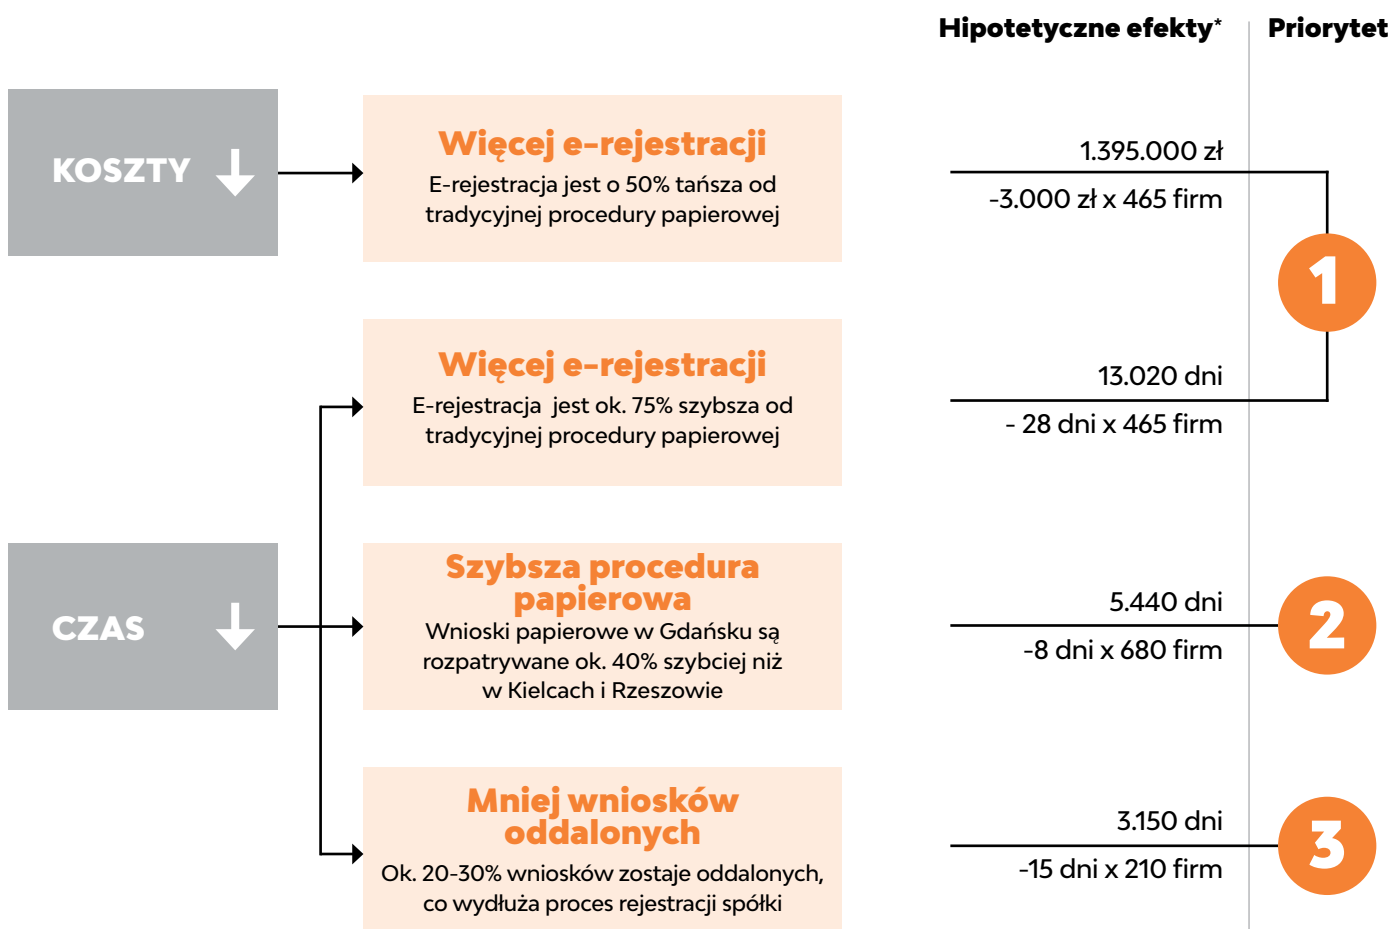 Hipotetyczne efekty*
Priorytet
KOSZTY
Więcej e-rejestracji
E-rejestracja jest o 50% tańsza od
tradycyjnej procedury papierowej
1.395.000 zł
-3.000 zł x 465 firm
1
Więcej e-rejestracji
E-rejestracja  jest ok. 75% szybsza od
tradycyjnej procedury papierowej
13.020 dni
- 28 dni x 465 firm
CZAS
Szybsza procedura
papierowa
Wnioski papierowe w Gdańsku są
rozpatrywane ok. 40% szybciej niż
w Kielcach i Rzeszowie
5.440 dni
-8 dni x 680 firm
2
Mniej wniosków
oddalonych
Ok. 20-30% wniosków zostaje oddalonych,
co wydłuża proces rejestracji spółki
3.150 dni
-15 dni x 210 firm
3